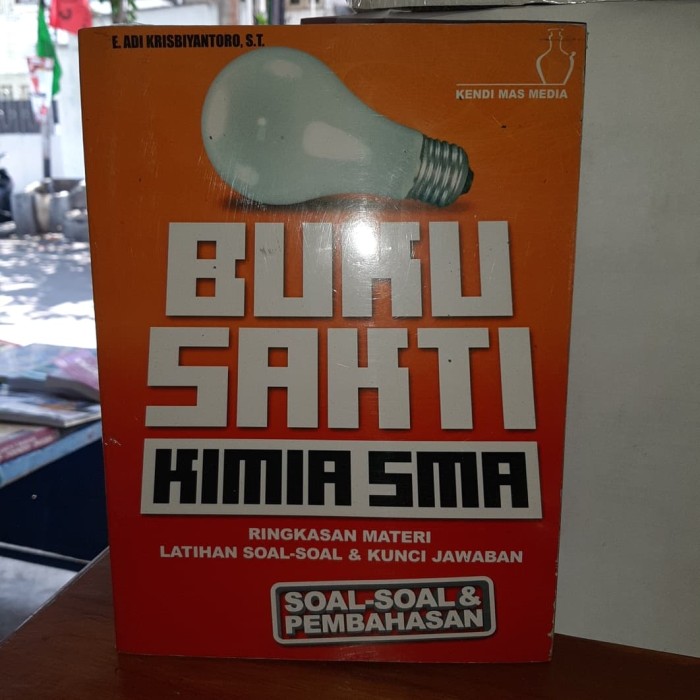 E. ADI KRISBIYANTORO, S.T.
KENDI MAS MEDIA
BUKU
SAKTI
KIMIA SMA
RINGKASAN MATERI
LATIHAN SOAL-SOAL & KUNCI JAWABAN
SOAL-SOAL &
PEMBAHASAN